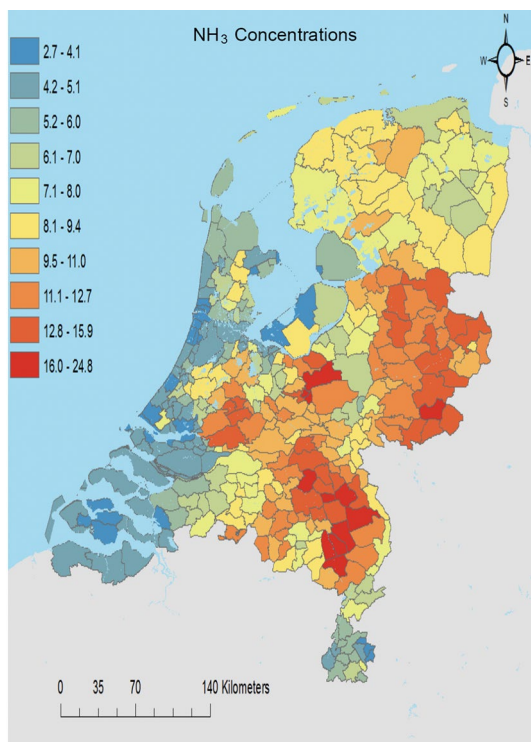 NH₃ Concentrations
N
W E
S
2.7 - 4.1
4.2 - 5.1
5.2 - 6.0
6.1 - 7.0
7.1 - 8.0
8.1 - 9.4
9.5 - 11.0
11.1 - 12.7
12.8 - 15.9
16.0 - 24.8
0 35 70 140 Kilometers